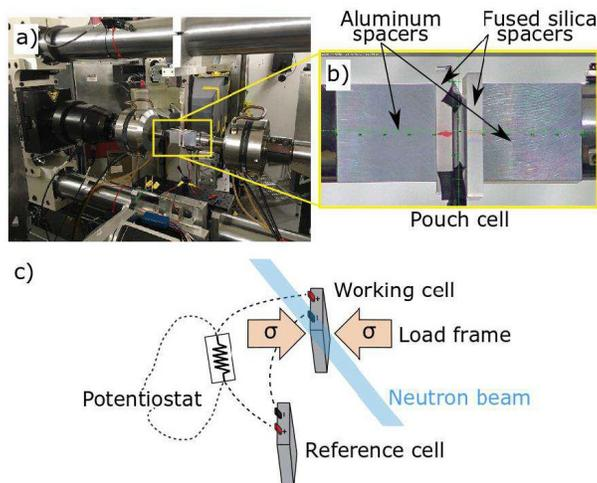 a)
Aluminum
spacers
Fused silica
spacers
b)
Pouch cell
c)
Working cell
+
-
σ
σ
Load frame
Potentiostat
Neutron beam
-
+
Reference cell